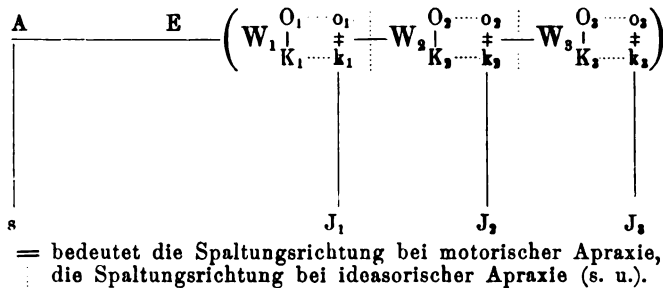 A E ( W₁ O₁ ····· o₁ — W₂ O₂ ····· o₂ — W₃ O₃ ····· o₃ )
K₁ ····· k₁ K₂ ····· k₂ K₃ ····· k₃
s J₁ J₂ J₃
= bedeutet die Spaltungsrichtung bei motorischer Apraxie,
die Spaltungsrichtung bei ideasorischer Apraxie (s. u.).